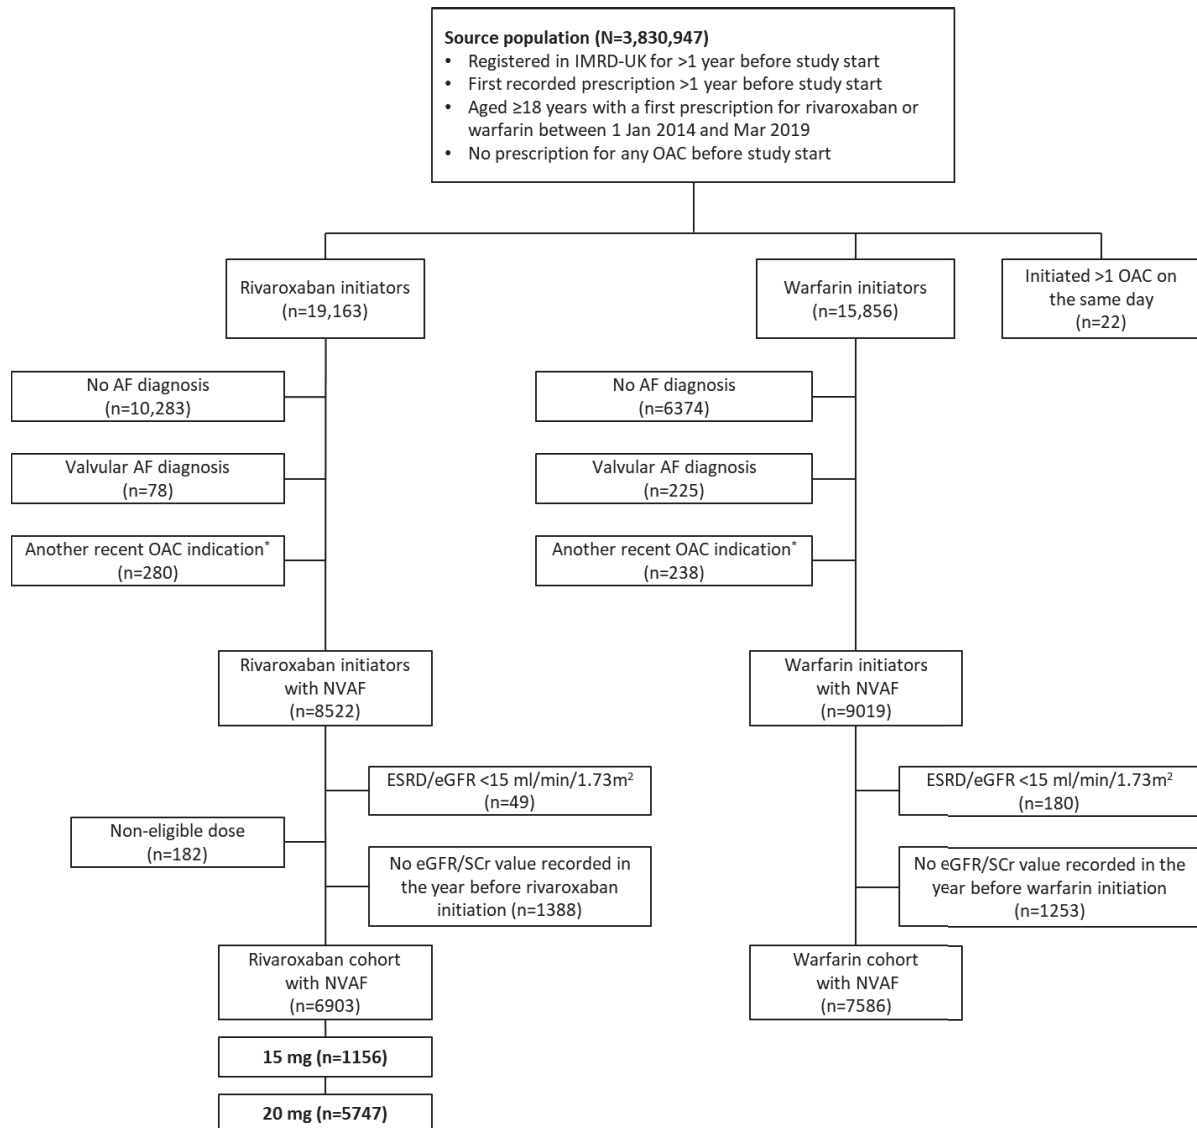 Source population (N=3,830,947)
• Registered in IMRD-UK for >1 year before study start
• First recorded prescription >1 year before study start
• Aged ≥18 years with a first prescription for rivaroxaban or
warfarin between 1 Jan 2014 and Mar 2019
• No prescription for any OAC before study start
Rivaroxaban initiators
(n=19,163)
Warfarin initiators
(n=15,856)
Initiated >1 OAC on
the same day
(n=22)
No AF diagnosis
(n=10,283)
No AF diagnosis
(n=6374)
Valvular AF diagnosis
(n=78)
Valvular AF diagnosis
(n=225)
Another recent OAC indication*
(n=280)
Another recent OAC indication*
(n=238)
Rivaroxaban initiators
with NVAF
(n=8522)
Warfarin initiators
with NVAF
(n=9019)
ESRD/eGFR <15 ml/min/1.73m²
(n=49)
ESRD/eGFR <15 ml/min/1.73m²
(n=180)
Non-eligible dose
(n=182)
No eGFR/SCr value recorded in
the year before rivaroxaban
initiation (n=1388)
No eGFR/SCr value recorded in the
year before warfarin initiation
(n=1253)
Rivaroxaban cohort
with NVAF
(n=6903)
Warfarin cohort
with NVAF
(n=7586)
15 mg (n=1156)
20 mg (n=5747)